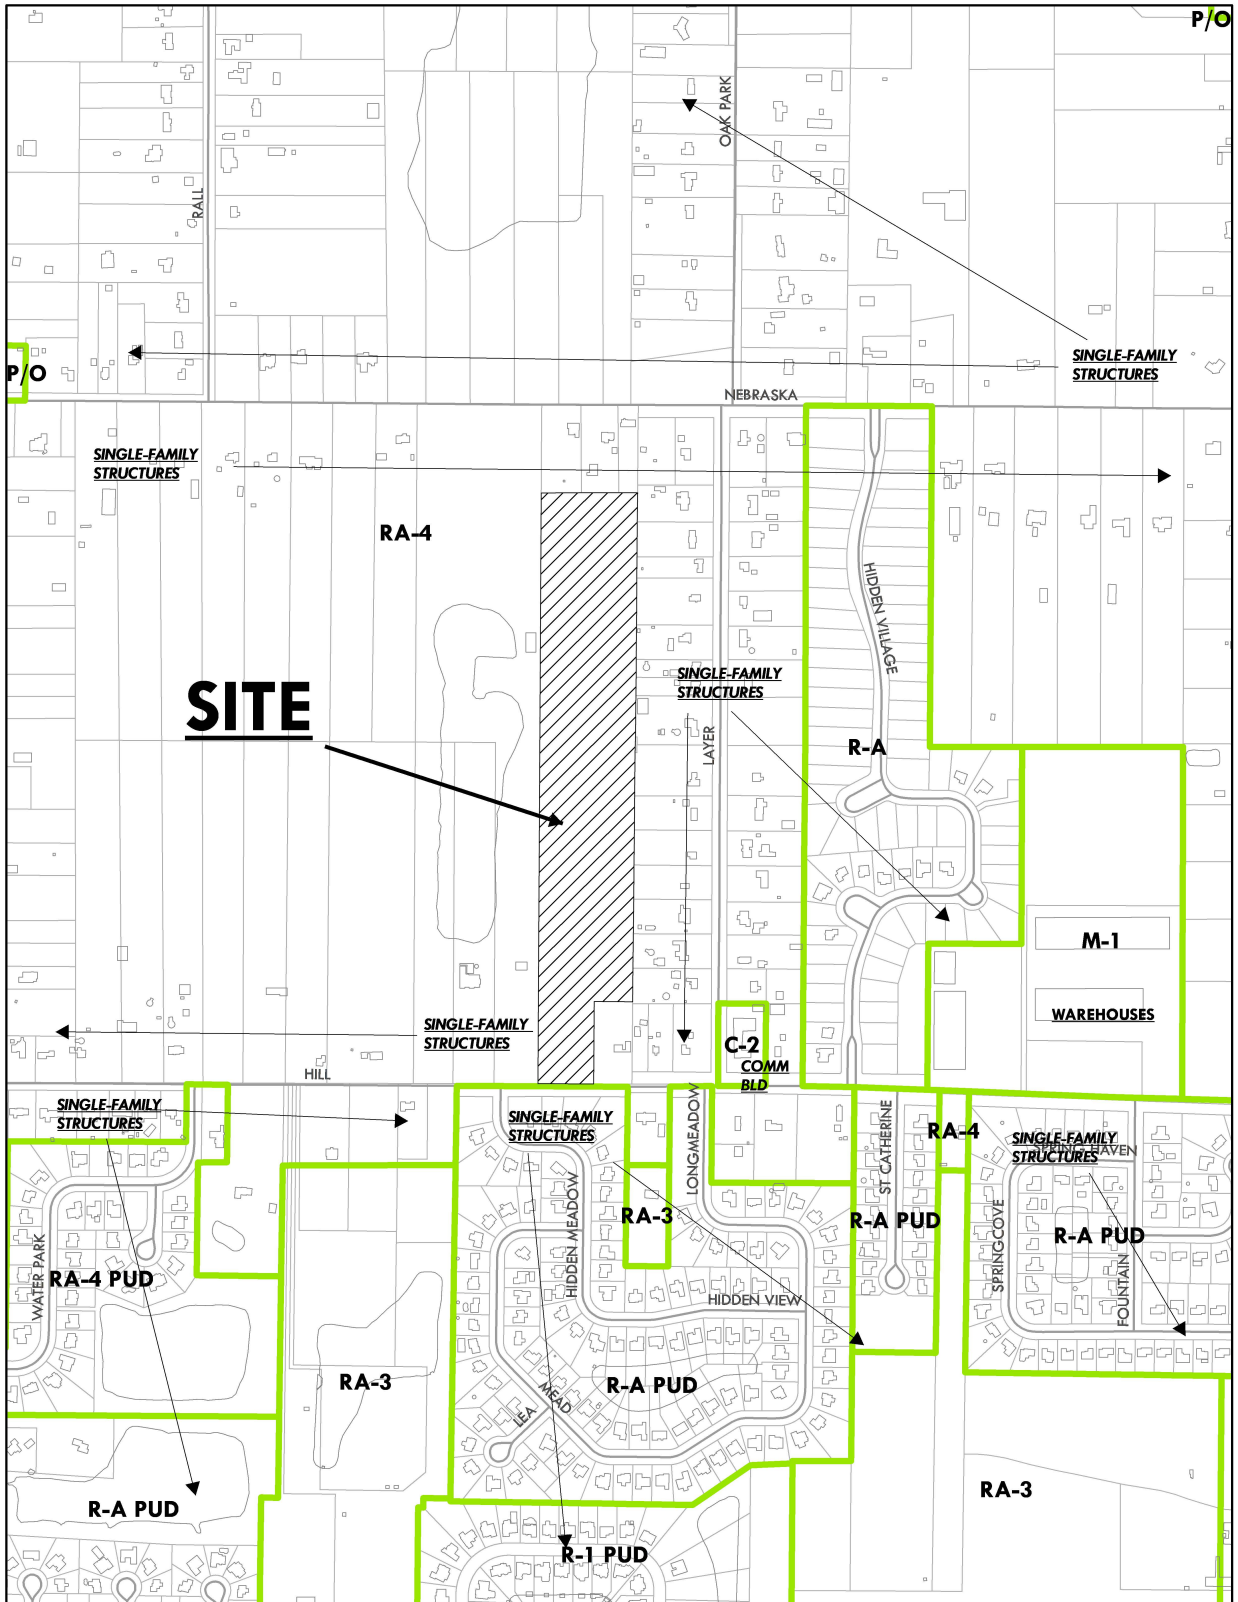 P/O
OAK PARK
RALL
SINGLE-FAMILY
STRUCTURES
P/O
NEBRASKA
SINGLE-FAMILY
STRUCTURES
RA-4
HIDDEN VILLAGE
SINGLE-FAMILY
STRUCTURES
SITE
LAYER
R-A
M-1
WAREHOUSES
SINGLE-FAMILY
STRUCTURES
C-2
COMM
BLD
HILL
SINGLE-FAMILY
STRUCTURES
SINGLE-FAMILY
STRUCTURES
LONGMEADOW
ST CATHERINE
RA-4
SINGLE-FAMILY
STRUCTURES
SPRING HAVEN
HIDDEN MEADOW
RA-3
R-A PUD
SPRINGCOVE
R-A PUD
WATER PARK
RA-4 PUD
FOUNTAIN
HIDDEN VIEW
RA-3
R-A PUD
LEA
MEAD
RA-3
R-A PUD
R-1 PUD